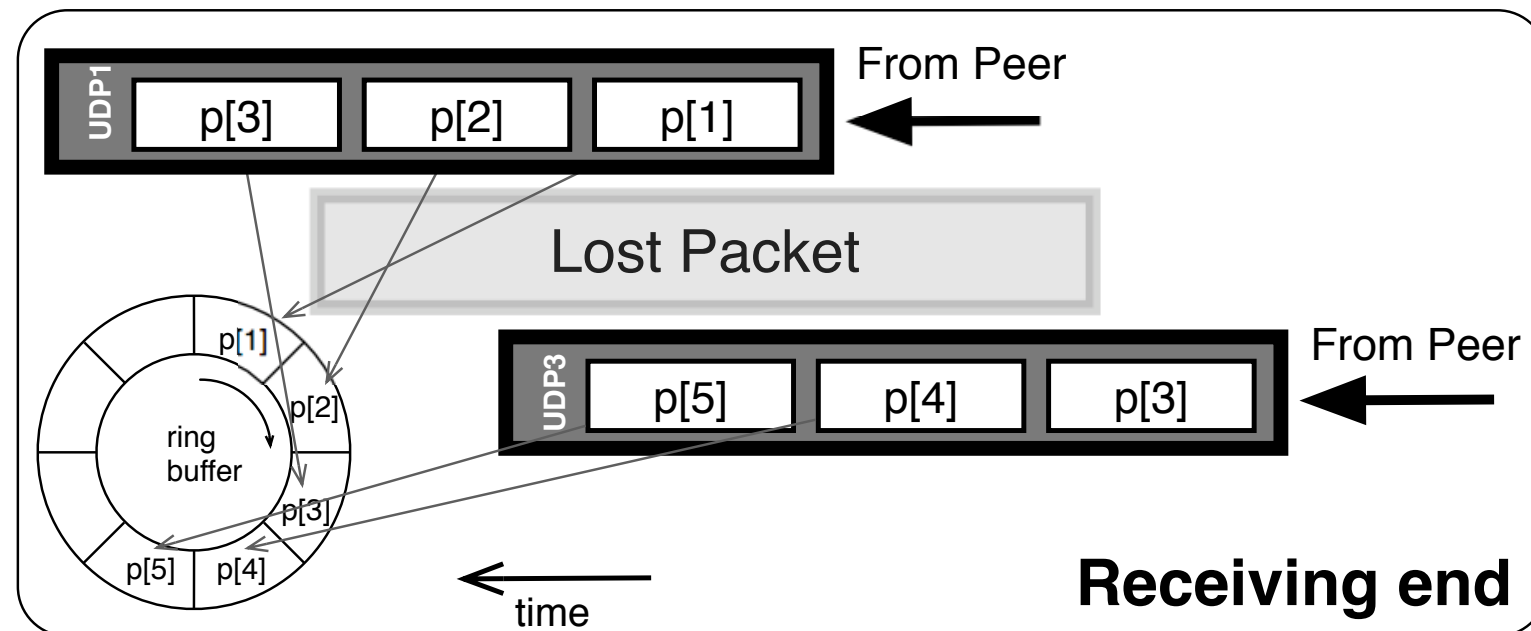 From Peer
UDP1
p[3] p[2] p[1]
Lost Packet
From Peer
UDP3
p[5] p[4] p[3]
p[1]
p[2]
ring
buffer
p[3]
p[5] p[4]
time
Receiving end